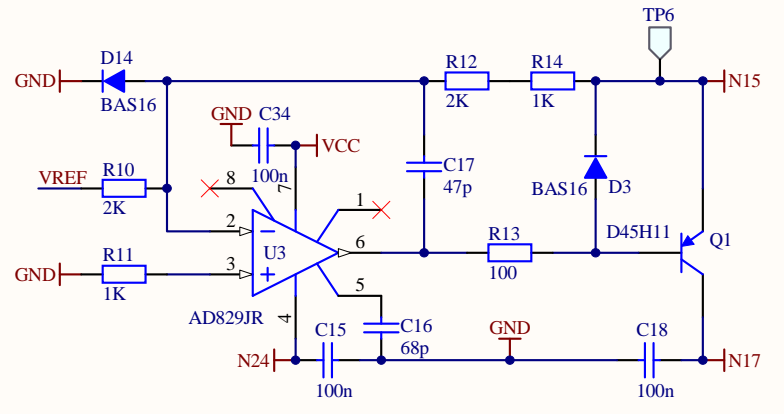 TP6
D14
GND
BAS16
R12
2K
R14
1K
N15
GND
C34
VCC
100n
C17
47p
BAS16
D3
VREF
R10
2K
8
7
1
2
U3
6
R13
100
D45H11
Q1
GND
R11
1K
3
5
AD829JR
4
C15
C16
68p
GND
C18
N24
100n
100n
N17